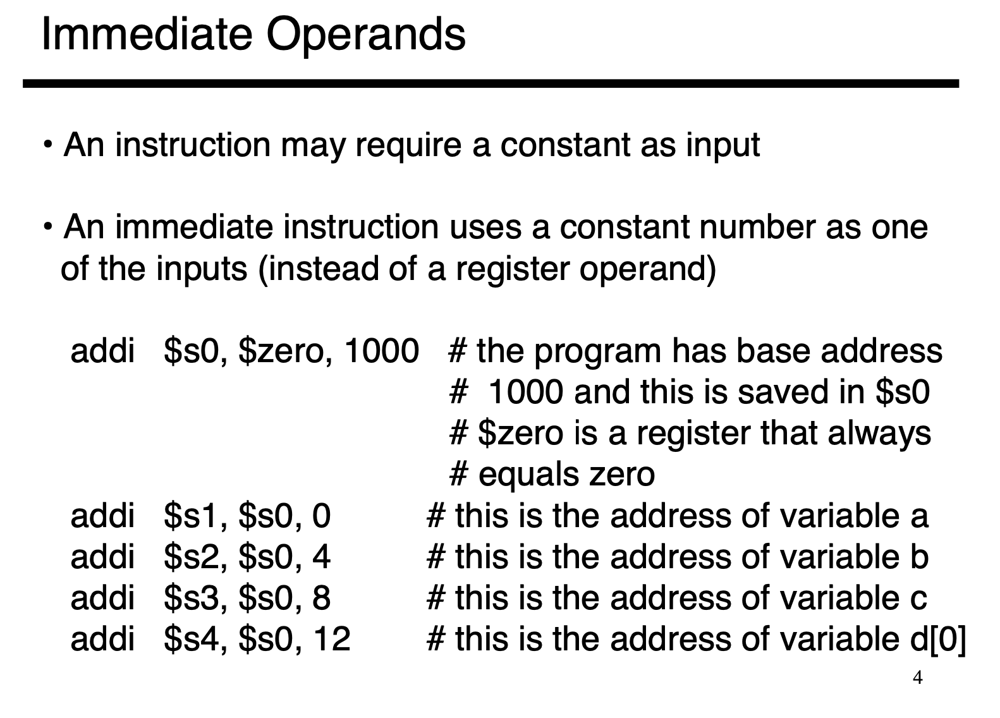 Immediate Operands
• An instruction may require a constant as input
• An immediate instruction uses a constant number as one
of the inputs (instead of a register operand)
addi $s0, $zero, 1000 # the program has base address
# 1000 and this is saved in $s0
# $zero is a register that always
# equals zero
addi $s1, $s0, 0 # this is the address of variable a
addi $s2, $s0, 4 # this is the address of variable b
addi $s3, $s0, 8 # this is the address of variable c
addi $s4, $s0, 12 # this is the address of variable d[0]
4